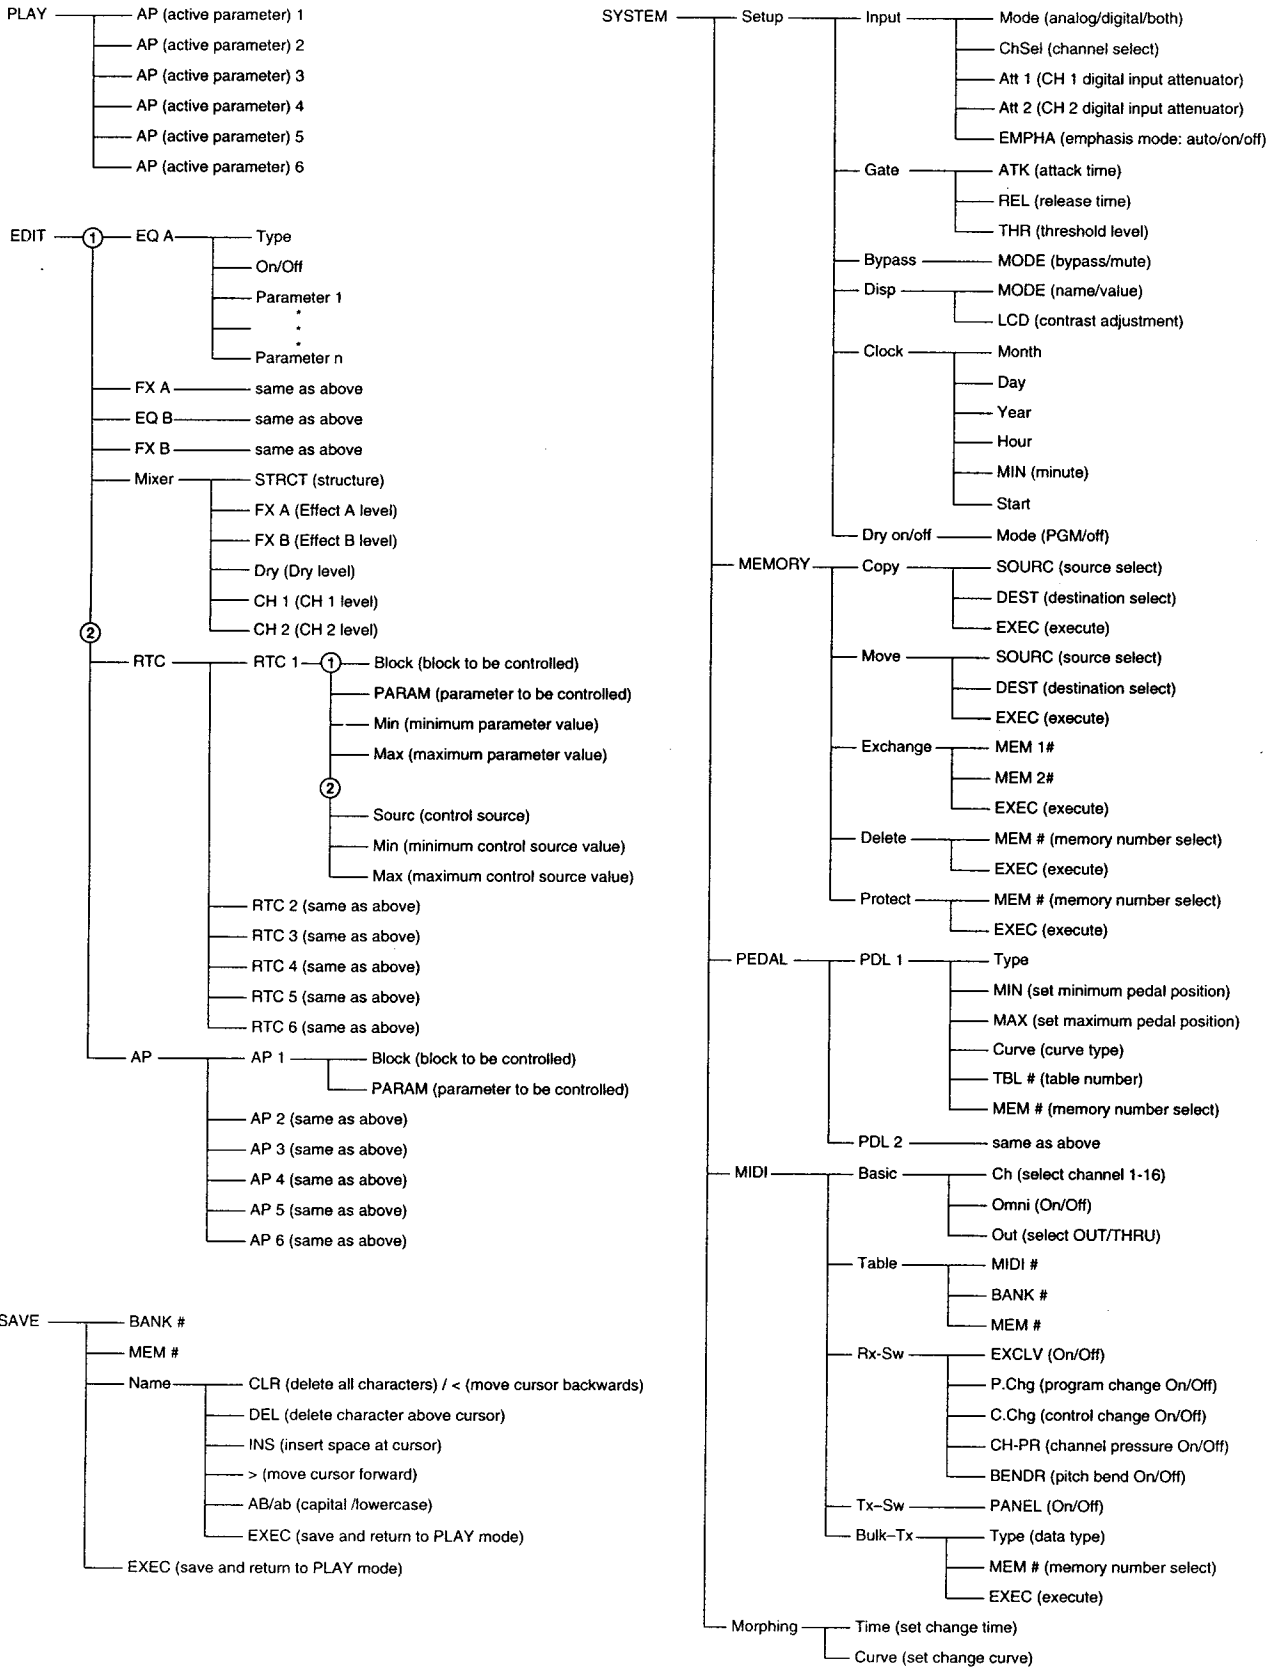 PLAY
AP (active parameter) 1
AP (active parameter) 2
AP (active parameter) 3
AP (active parameter) 4
AP (active parameter) 5
AP (active parameter) 6
EDIT 1 EQ A Type
On/Off
Parameter 1
*
*
*
Parameter n
FX A same as above
EQ B same as above
FX B same as above
Mixer STRCT (structure)
FX A (Effect A level)
FX B (Effect B level)
Dry (Dry level)
CH 1 (CH 1 level)
CH 2 (CH 2 level)
2
RTC RTC 1 1 Block (block to be controlled)
PARAM (parameter to be controlled)
Min (minimum parameter value)
Max (maximum parameter value)
2
Sourc (control source)
Min (minimum control source value)
Max (maximum control source value)
RTC 2 (same as above)
RTC 3 (same as above)
RTC 4 (same as above)
RTC 5 (same as above)
RTC 6 (same as above)
AP AP 1 Block (block to be controlled)
PARAM (parameter to be controlled)
AP 2 (same as above)
AP 3 (same as above)
AP 4 (same as above)
AP 5 (same as above)
AP 6 (same as above)
SAVE BANK #
MEM #
Name CLR (delete all characters) / < (move cursor backwards)
DEL (delete character above cursor)
INS (insert space at cursor)
> (move cursor forward)
AB/ab (capital /lowercase)
EXEC (save and return to PLAY mode)
EXEC (save and return to PLAY mode)
SYSTEM Setup Input Mode (analog/digital/both)
ChSel (channel select)
Att 1 (CH 1 digital input attenuator)
Att 2 (CH 2 digital input attenuator)
EMPHA (emphasis mode: auto/on/off)
Gate ATK (attack time)
REL (release time)
THR (threshold level)
Bypass MODE (bypass/mute)
Disp MODE (name/value)
LCD (contrast adjustment)
Clock Month
Day
Year
Hour
MIN (minute)
Start
Dry on/off Mode (PGM/off)
MEMORY Copy SOURC (source select)
DEST (destination select)
EXEC (execute)
Move SOURC (source select)
DEST (destination select)
EXEC (execute)
Exchange MEM 1#
MEM 2#
EXEC (execute)
Delete MEM # (memory number select)
EXEC (execute)
Protect MEM # (memory number select)
EXEC (execute)
PEDAL PDL 1 Type
MIN (set minimum pedal position)
MAX (set maximum pedal position)
Curve (curve type)
TBL # (table number)
MEM # (memory number select)
PDL 2 same as above
MIDI Basic Ch (select channel 1-16)
Omni (On/Off)
Out (select OUT/THRU)
Table MIDI #
BANK #
MEM #
Rx-Sw EXCLV (On/Off)
P.Chg (program change On/Off)
C.Chg (control change On/Off)
CH-PR (channel pressure On/Off)
BENDR (pitch bend On/Off)
Tx–Sw PANEL (On/Off)
Bulk–Tx Type (data type)
MEM # (memory number select)
EXEC (execute)
Morphing Time (set change time)
Curve (set change curve)